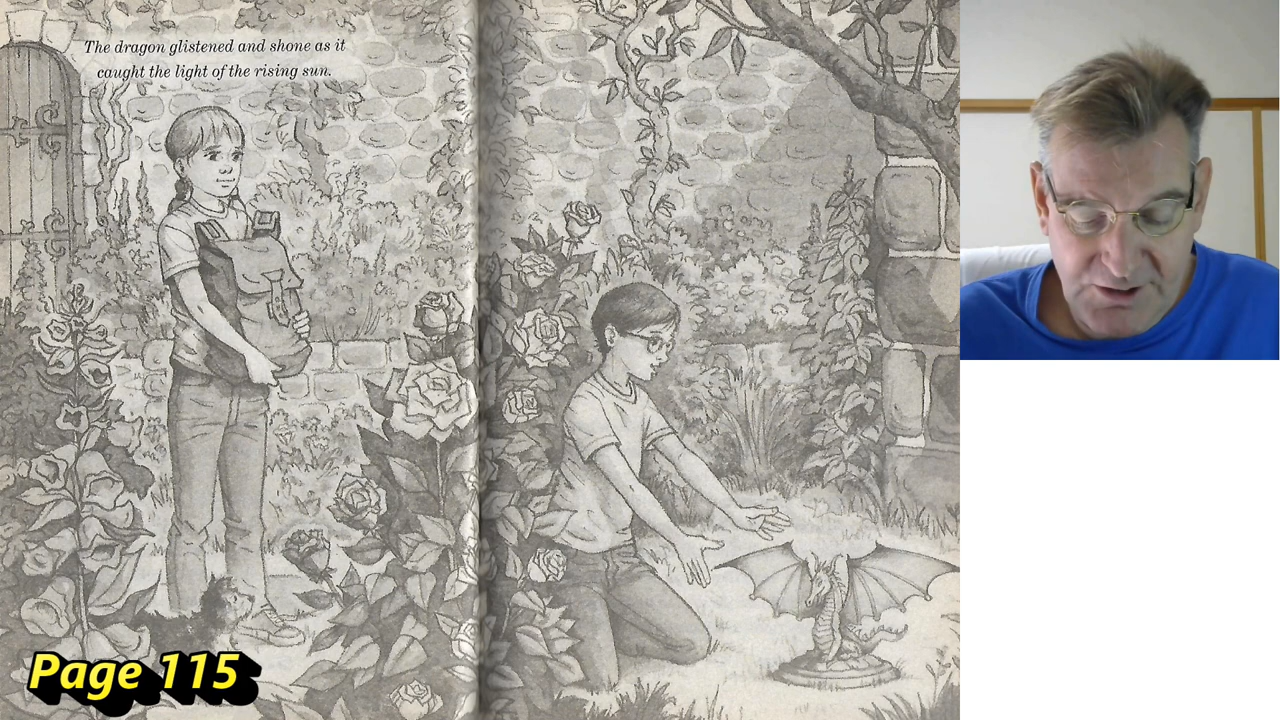 The dragon glistened and shone as it
caught the light of the rising sun.
Page 115